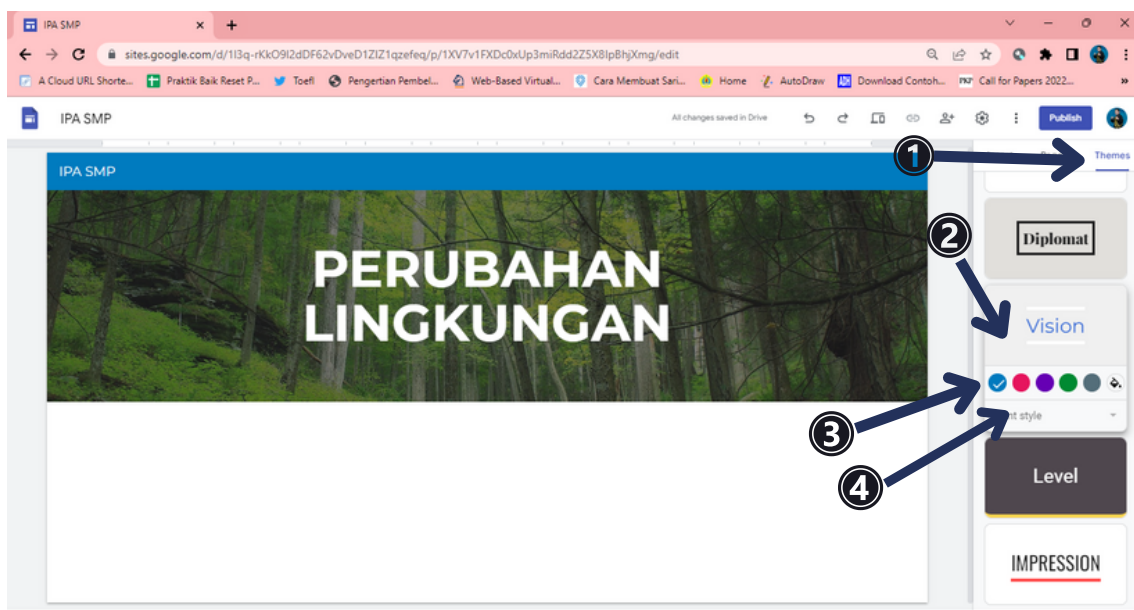 IPA SMP
sites.google.com/d/1I3q-rKkO9I2dDF62vDveD1ZIZ1qzefeq/p/1XV7v1FXDc0xUp3miRdd2Z5X8IpBhjXmg/edit
A Cloud URL Shorte... Praktik Baik Reset P... Toefl Pengertian Pembel... Web-Based Virtual... Cara Membuat Sari... Home AutoDraw Download Contoh... Call for Papers 2022... »
IPA SMP All changes saved in Drive Publish
1 Themes
IPA SMP
PERUBAHAN
LINGKUNGAN
2
Diplomat
Vision
3
style
4
Level
IMPRESSION